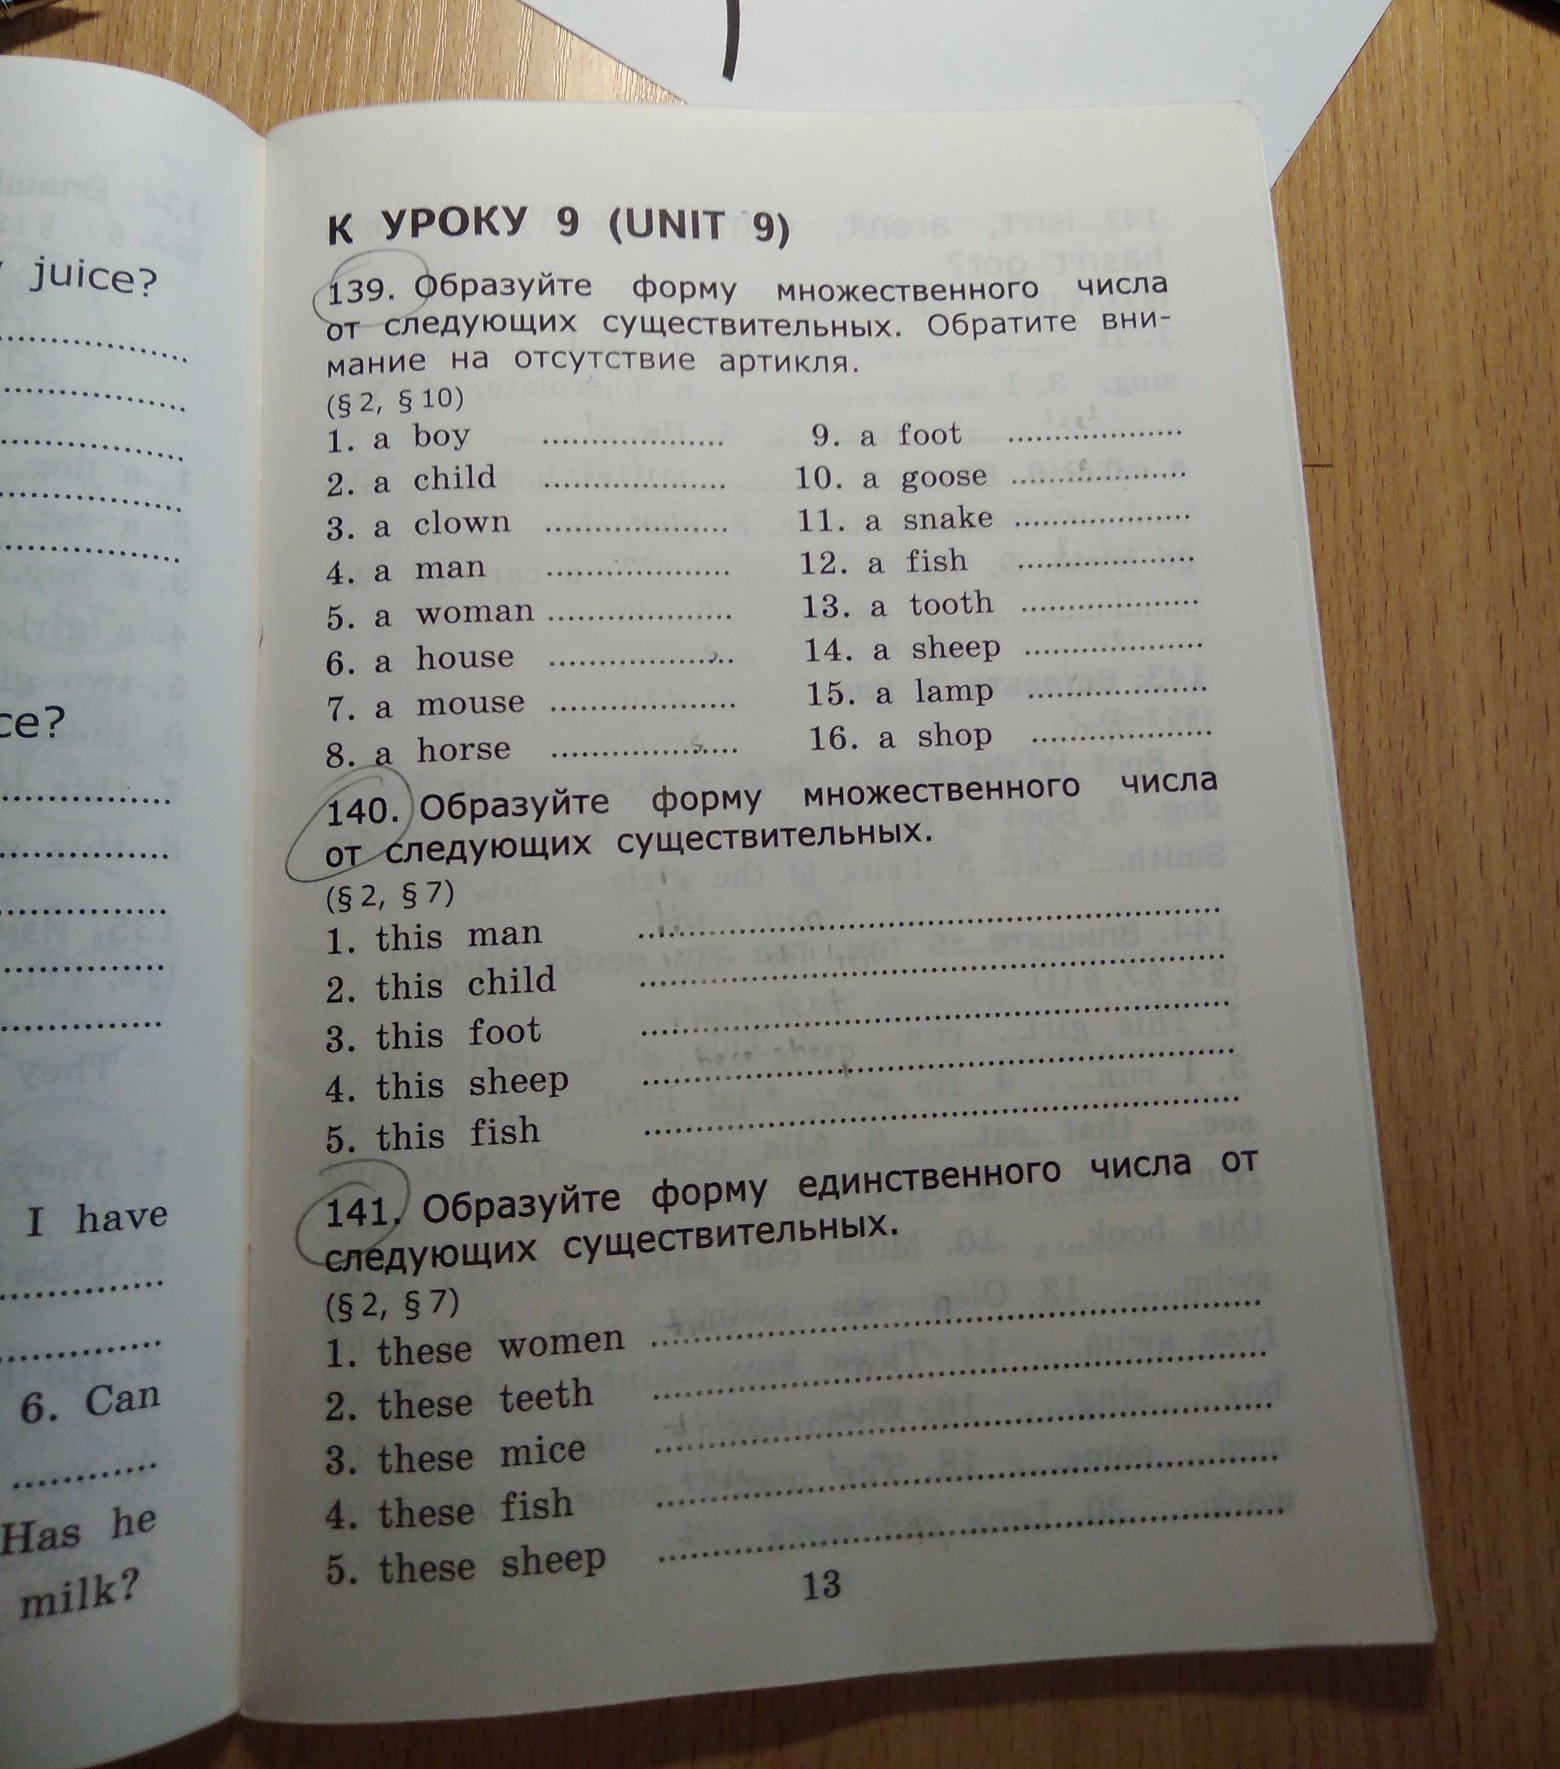 juice?
ce?
I have
6. Can
Has he
milk?
К УРОКУ 9 (UNIT 9)
139. Образуйте форму множественного числа
от следующих существительных. Обратите вни-
мание на отсутствие артикля.
(§ 2, § 10)
1. a boy ....................
2. a child ....................
3. a clown ....................
4. a man ....................
5. a woman ....................
6. a house ....................
7. a mouse ....................
8. a horse ....................
9. a foot ....................
10. a goose ....................
11. a snake ....................
12. a fish ....................
13. a tooth ....................
14. a sheep ....................
15. a lamp ....................
16. a shop ....................
140. Образуйте форму множественного числа
от следующих существительных.
(§ 2, § 7)
1. this man ....................
2. this child ....................
3. this foot ....................
4. this sheep ....................
5. this fish ....................
141. Образуйте форму единственного числа от
следующих существительных.
(§ 2, § 7)
1. these women ....................
2. these teeth ....................
3. these mice ....................
4. these fish ....................
5. these sheep ....................
13